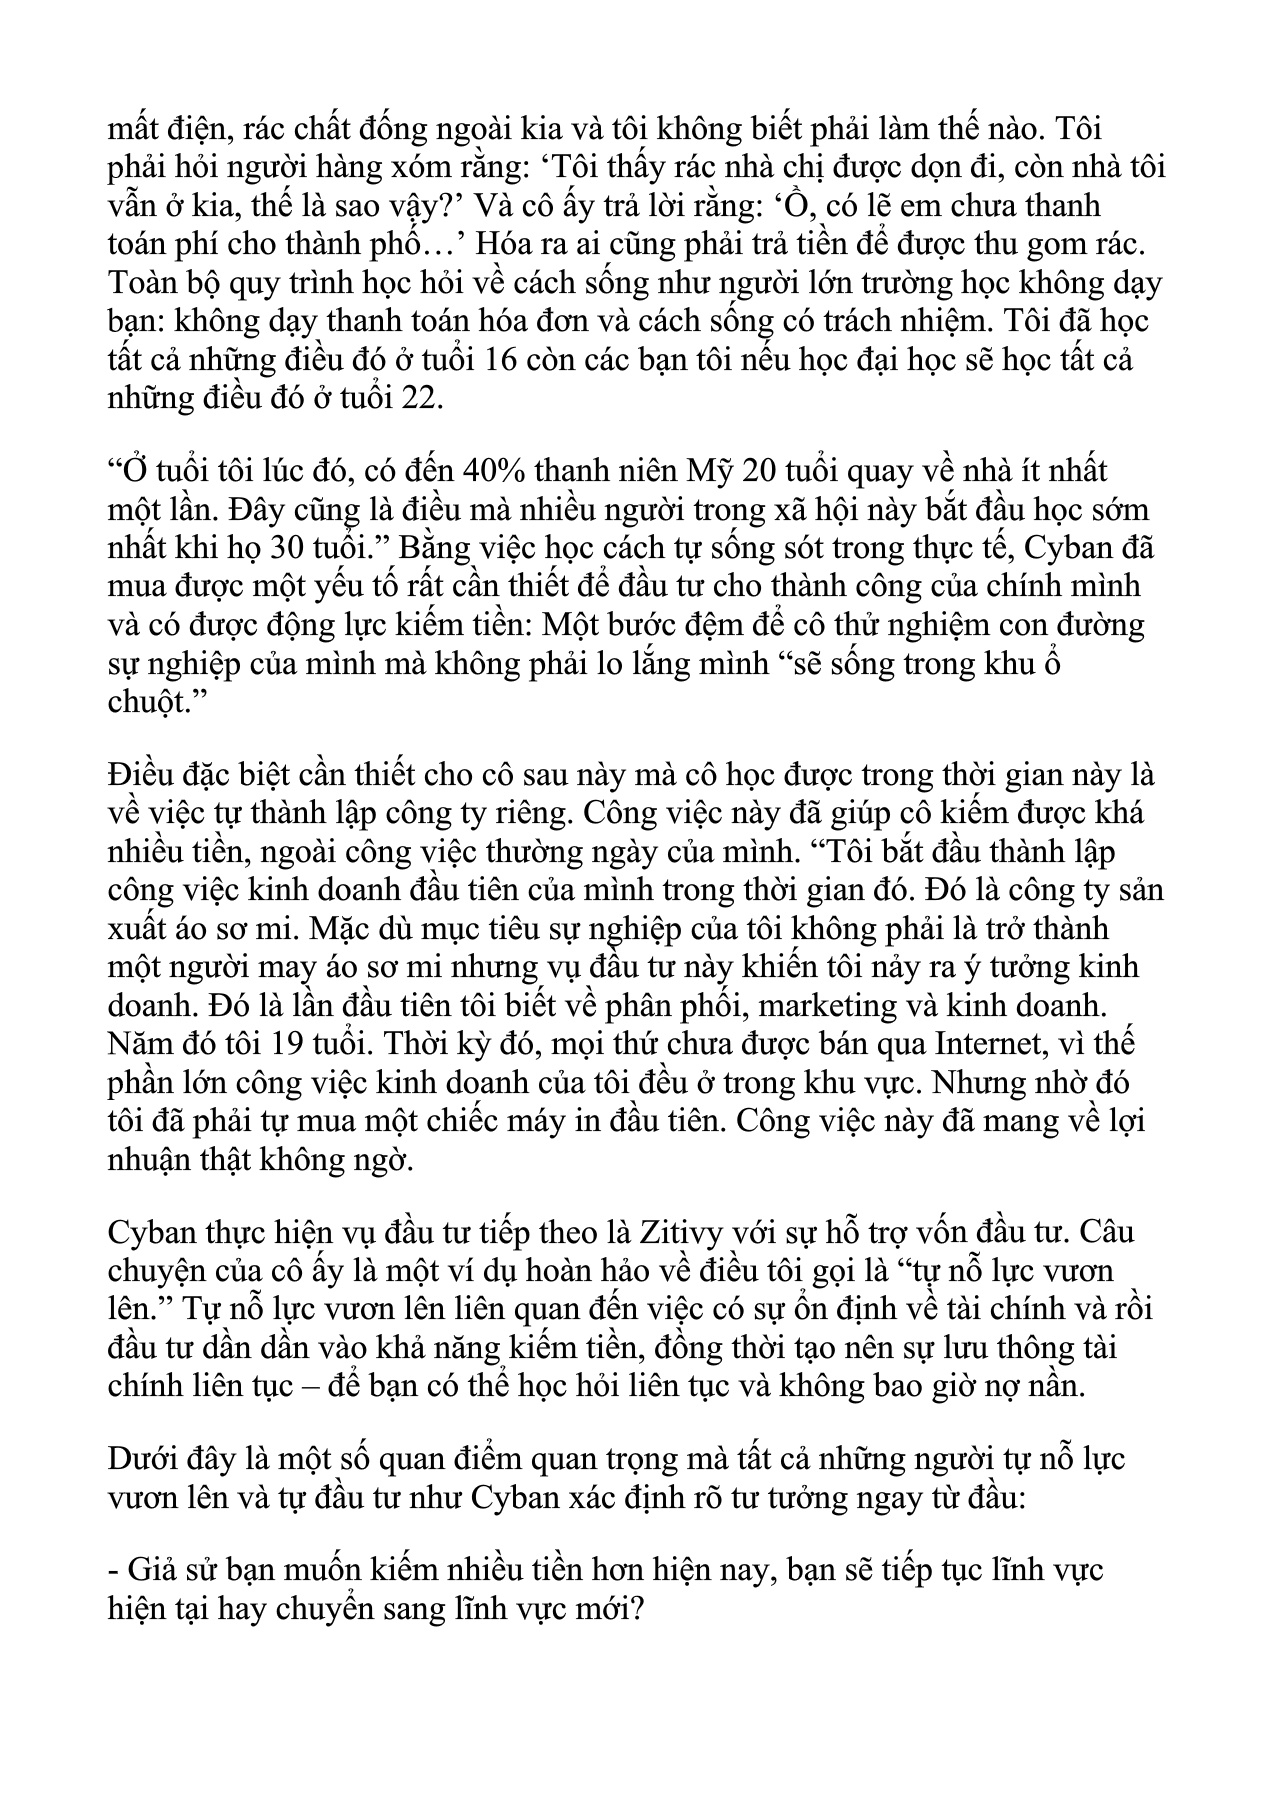 mất điện, rác chất đống ngoài kia và tôi không biết phải làm thế nào. Tôi
phải hỏi người hàng xóm rằng: ‘Tôi thấy rác nhà chị được dọn đi, còn nhà tôi
vẫn ở kia, thế là sao vậy?’ Và cô ấy trả lời rằng: ‘Ồ, có lẽ em chưa thanh
toán phí cho thành phố…’ Hóa ra ai cũng phải trả tiền để được thu gom rác.
Toàn bộ quy trình học hỏi về cách sống như người lớn trường học không dạy
bạn: không dạy thanh toán hóa đơn và cách sống có trách nhiệm. Tôi đã học
tất cả những điều đó ở tuổi 16 còn các bạn tôi nếu học đại học sẽ học tất cả
những điều đó ở tuổi 22.
“Ở tuổi tôi lúc đó, có đến 40% thanh niên Mỹ 20 tuổi quay về nhà ít nhất
một lần. Đây cũng là điều mà nhiều người trong xã hội này bắt đầu học sớm
nhất khi họ 30 tuổi.” Bằng việc học cách tự sống sót trong thực tế, Cyban đã
mua được một yếu tố rất cần thiết để đầu tư cho thành công của chính mình
và có được động lực kiếm tiền: Một bước đệm để cô thử nghiệm con đường
sự nghiệp của mình mà không phải lo lắng mình “sẽ sống trong khu ổ
chuột.”
Điều đặc biệt cần thiết cho cô sau này mà cô học được trong thời gian này là
về việc tự thành lập công ty riêng. Công việc này đã giúp cô kiếm được khá
nhiều tiền, ngoài công việc thường ngày của mình. “Tôi bắt đầu thành lập
công việc kinh doanh đầu tiên của mình trong thời gian đó. Đó là công ty sản
xuất áo sơ mi. Mặc dù mục tiêu sự nghiệp của tôi không phải là trở thành
một người may áo sơ mi nhưng vụ đầu tư này khiến tôi nảy ra ý tưởng kinh
doanh. Đó là lần đầu tiên tôi biết về phân phối, marketing và kinh doanh.
Năm đó tôi 19 tuổi. Thời kỳ đó, mọi thứ chưa được bán qua Internet, vì thế
phần lớn công việc kinh doanh của tôi đều ở trong khu vực. Nhưng nhờ đó
tôi đã phải tự mua một chiếc máy in đầu tiên. Công việc này đã mang về lợi
nhuận thật không ngờ.
Cyban thực hiện vụ đầu tư tiếp theo là Zitivy với sự hỗ trợ vốn đầu tư. Câu
chuyện của cô ấy là một ví dụ hoàn hảo về điều tôi gọi là “tự nỗ lực vươn
lên.” Tự nỗ lực vươn lên liên quan đến việc có sự ổn định về tài chính và rồi
đầu tư dần dần vào khả năng kiếm tiền, đồng thời tạo nên sự lưu thông tài
chính liên tục – để bạn có thể học hỏi liên tục và không bao giờ nợ nần.
Dưới đây là một số quan điểm quan trọng mà tất cả những người tự nỗ lực
vươn lên và tự đầu tư như Cyban xác định rõ tư tưởng ngay từ đầu:
- Giả sử bạn muốn kiếm nhiều tiền hơn hiện nay, bạn sẽ tiếp tục lĩnh vực
hiện tại hay chuyển sang lĩnh vực mới?